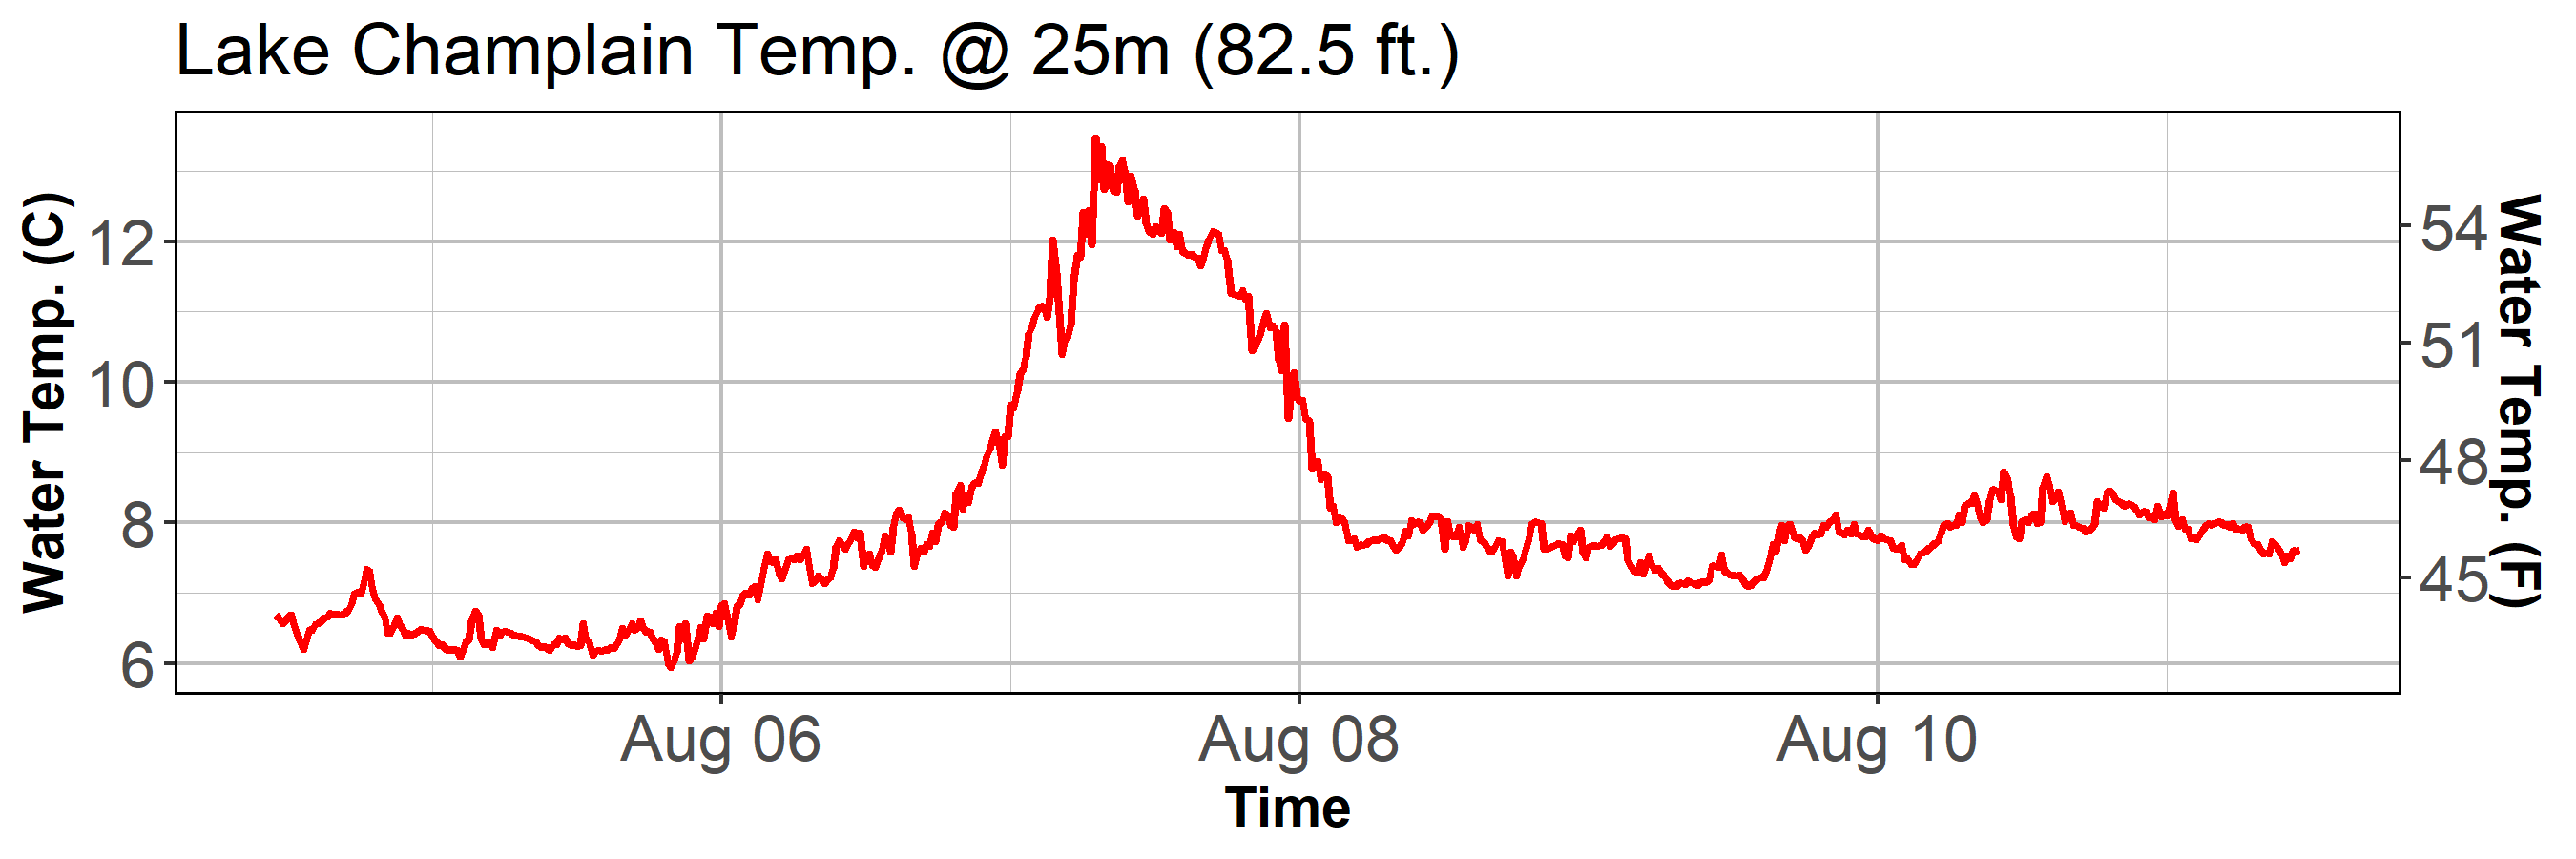 Lake Champlain Temp. @ 25m (82.5 ft.)
Water Temp. (C)
12
10
8
6
54
51
48
45
Water Temp. (F)
Aug 06
Aug 08
Aug 10
Time